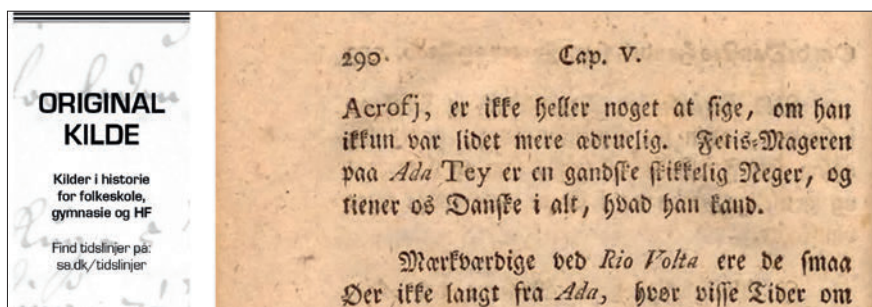 ORIGINAL
KILDE
Kilder i historie
for folkeskole,
gymnasie og HF
Find tidslinjer på:
sa.dk/tidslinjer
290 Cap. V.
Acrofj, er ikke heller noget at sige, om han
ikkun var lidet mere ædruelig. Fetis-Mageren
paa Ada Tey er en gandske skikkelig Neger, og
tiener os Danske i alt, hvad han kand.
Mærkværdige ved Rio Volta ere de smaa
Øer ikke langt fra Ada, hvor visse Tider om